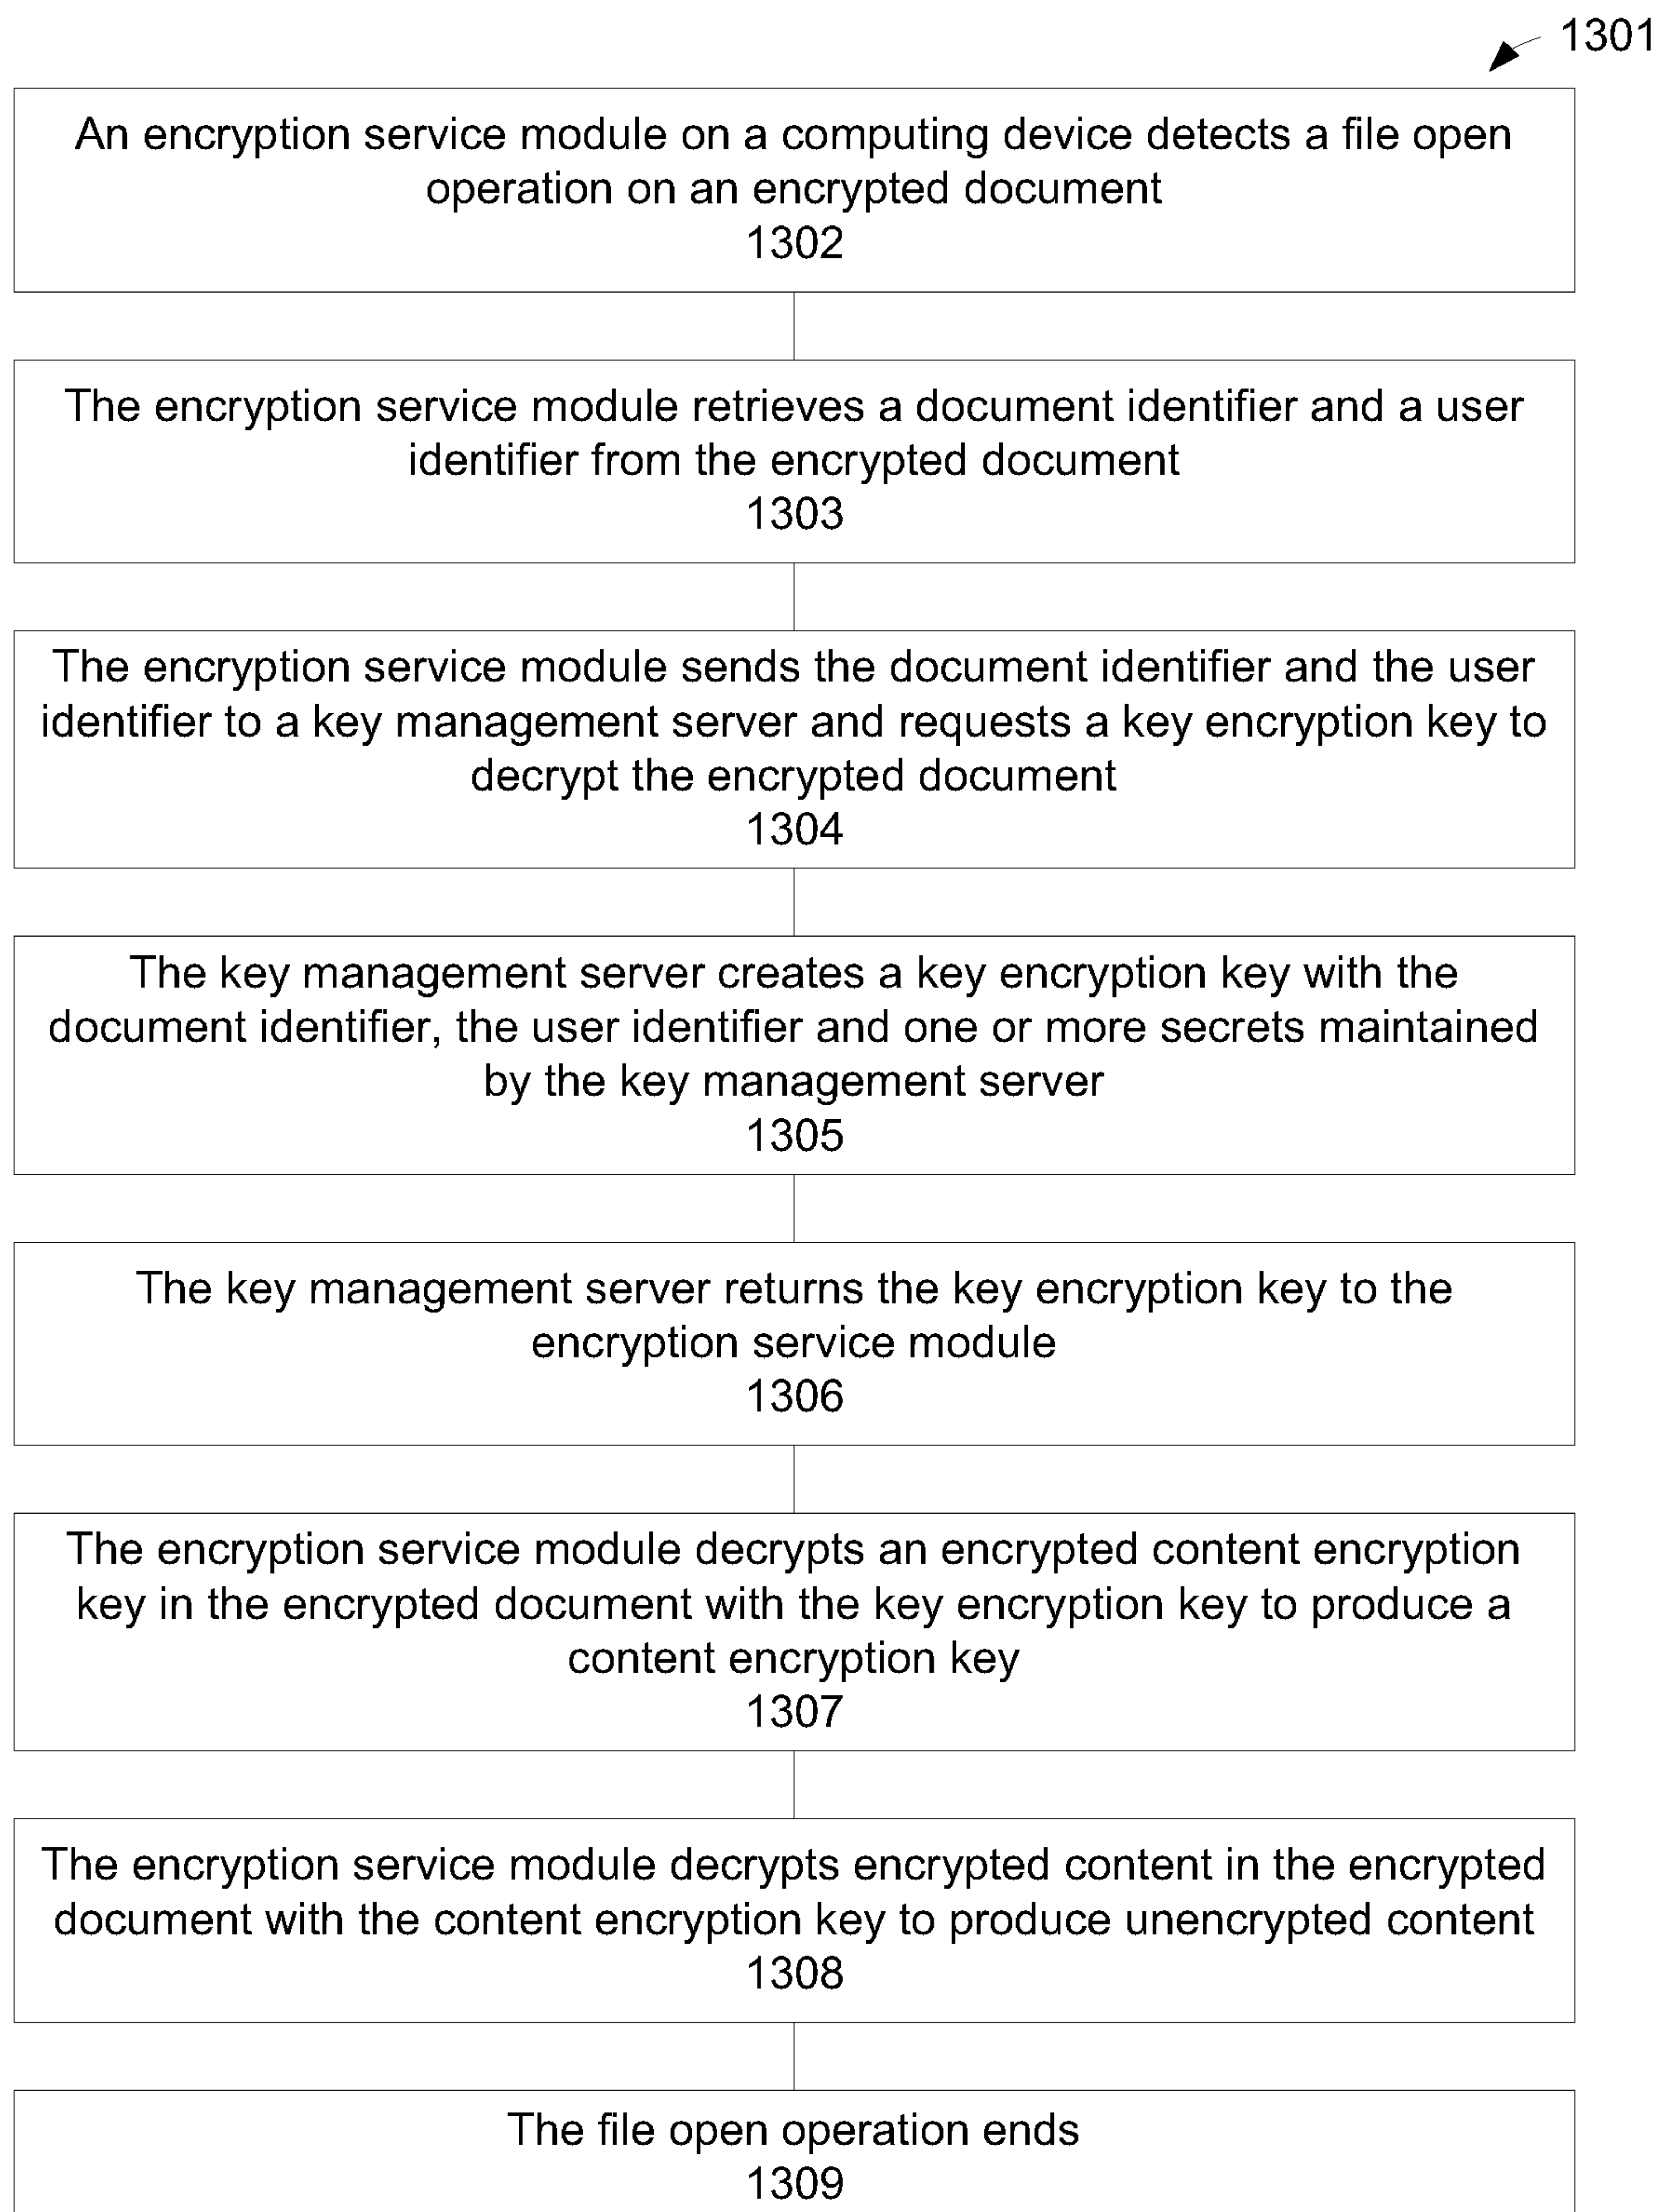 1301
An encryption service module on a computing device detects a file open
operation on an encrypted document
1302
The encryption service module retrieves a document identifier and a user
identifier from the encrypted document
1303
The encryption service module sends the document identifier and the user
identifier to a key management server and requests a key encryption key to
decrypt the encrypted document
1304
The key management server creates a key encryption key with the
document identifier, the user identifier and one or more secrets maintained
by the key management server
1305
The key management server returns the key encryption key to the
encryption service module
1306
The encryption service module decrypts an encrypted content encryption
key in the encrypted document with the key encryption key to produce a
content encryption key
1307
The encryption service module decrypts encrypted content in the encrypted
document with the content encryption key to produce unencrypted content
1308
The file open operation ends
1309